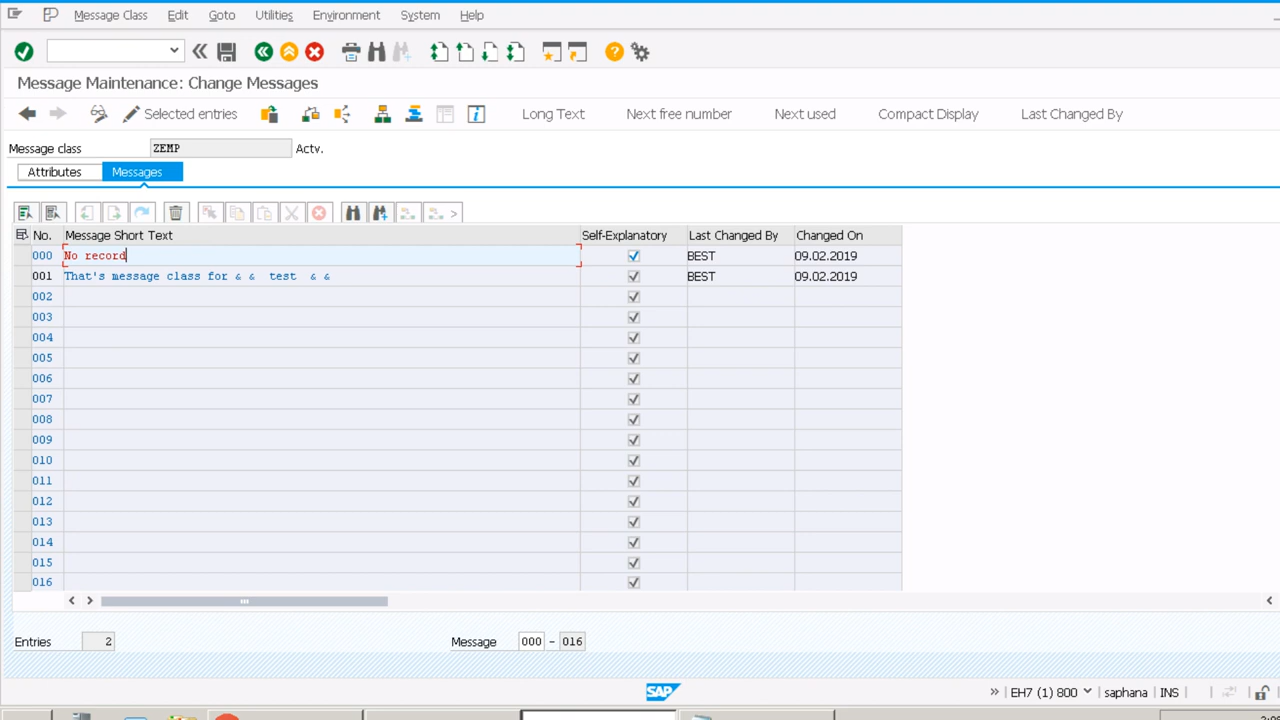 Message Class Edit Goto Utilities Environment System Help
Message Maintenance: Change Messages
Selected entries Long Text Next free number Next used Compact Display Last Changed By
Message class ZEMP Actv.
Attributes Messages
No. Message Short Text Self-Explanatory Last Changed By Changed On
000 No record BEST 09.02.2019
001 That's message class for & & test & & BEST 09.02.2019
002
003
004
005
006
007
008
009
010
011
012
013
014
015
016
Entries 2 Message 000 - 016
SAP EH7 (1) 800 saphana INS